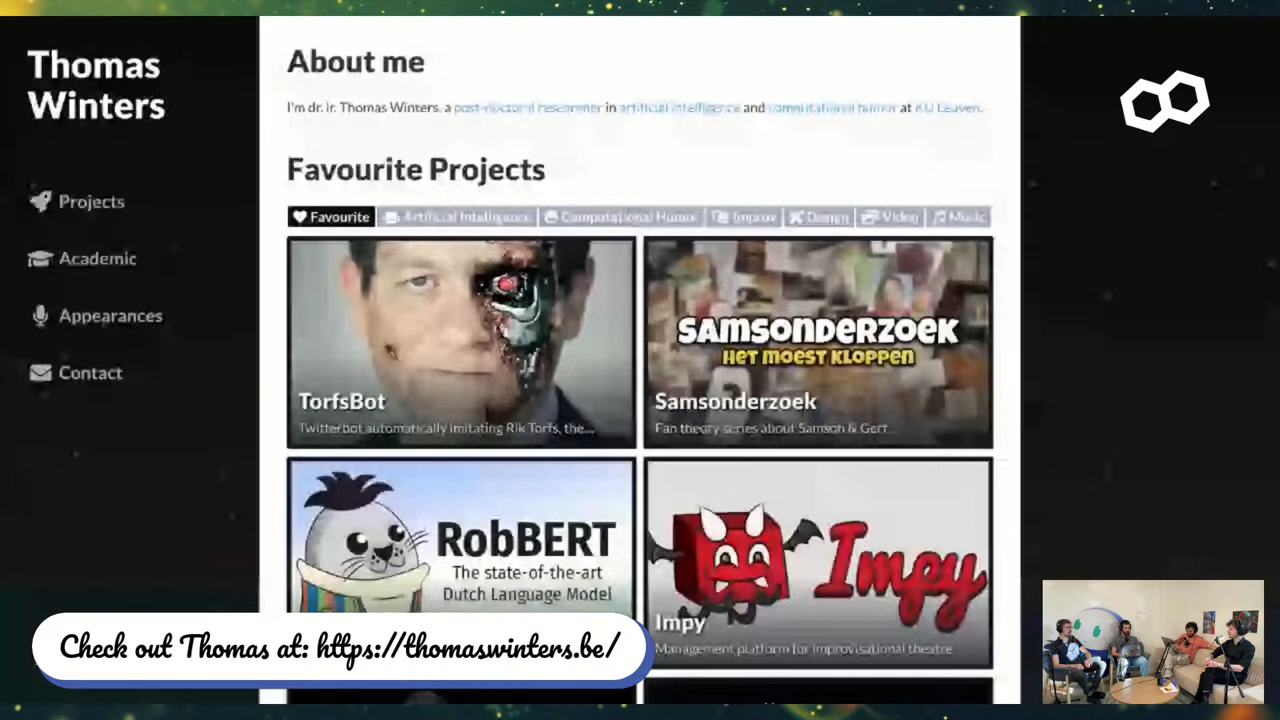 Thomas
Winters
Projects
Academic
Appearances
Contact
About me
I'm dr. ir. Thomas Winters, a post-doctoral researcher in artificial intelligence and computational humor at KU Leuven.
Favourite Projects
Favourite Artificial Intelligence Computational Humor Improv Design Video Music
TorfsBot
Twitterbot automatically imitating Rik Torfs, the...
SAMSONDERZOEK
HET MOEST KLOPPEN
Samsonderzoek
Fan theory series about Samson & Gert...
RobBERT
The state-of-the-art
Dutch Language Model
Impy
Impy
Management platform for improvisational theatre
Check out Thomas at: https://thomaswinters.be/